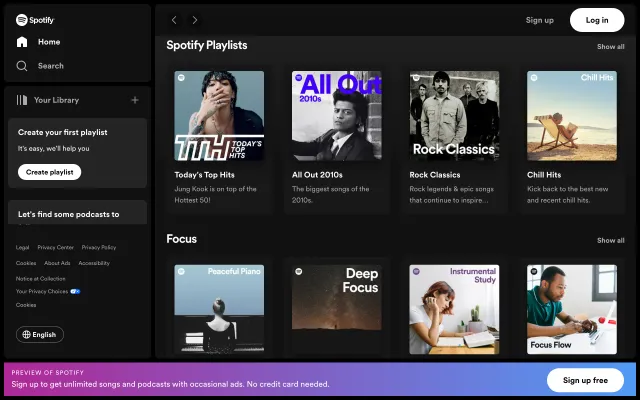 Spotify
Home
Search
Your Library
Create your first playlist
It's easy, we'll help you
Create playlist
Let's find some podcasts to
Legal
Privacy Center
Privacy Policy
Cookies
About Ads
Accessibility
Notice at Collection
Your Privacy Choices
Cookies
English
Sign up
Log in
Spotify Playlists
Show all
TTH TODAY'S
TOP
HITS
Today's Top Hits
Jung Kook is on top of the
Hottest 50!
All Out
2010s
All Out 2010s
The biggest songs of the
2010s.
Rock Classics
Rock Classics
Rock legends & epic songs
that continue to inspire...
Chill Hits
Chill Hits
Kick back to the best new
and recent chill hits.
Focus
Show all
Peaceful Piano
Deep
Focus
Instrumental
Study
Focus Flow
PREVIEW OF SPOTIFY
Sign up to get unlimited songs and podcasts with occasional ads. No credit card needed.
Sign up free